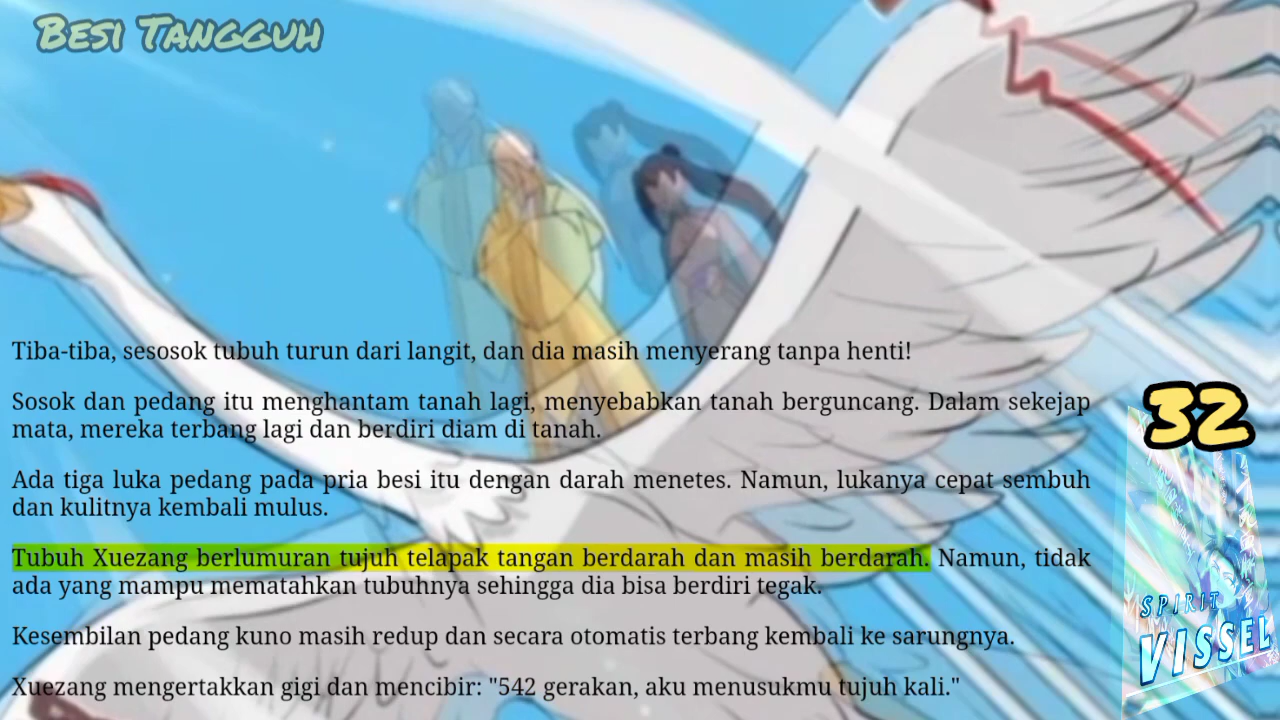 Besi Tangguh
Tiba-tiba, sesosok tubuh turun dari langit, dan dia masih menyerang tanpa henti!
Sosok dan pedang itu menghantam tanah lagi, menyebabkan tanah berguncang. Dalam sekejap
mata, mereka terbang lagi dan berdiri diam di tanah.
Ada tiga luka pedang pada pria besi itu dengan darah menetes. Namun, lukanya cepat sembuh
dan kulitnya kembali mulus.
Tubuh Xuezang berlumuran tujuh telapak tangan berdarah dan masih berdarah. Namun, tidak
ada yang mampu mematahkan tubuhnya sehingga dia bisa berdiri tegak.
Kesembilan pedang kuno masih redup dan secara otomatis terbang kembali ke sarungnya.
Xuezang mengertakkan gigi dan mencibir: "542 gerakan, aku menusukmu tujuh kali."
32
SPIRIT
VISSEL